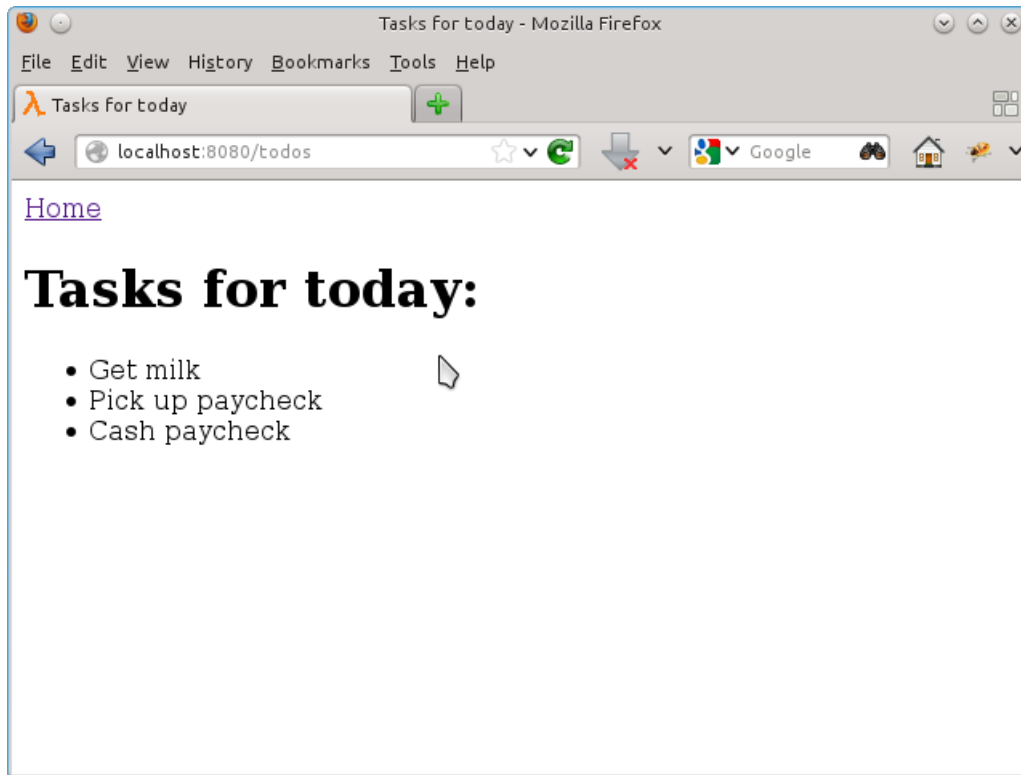 Tasks for today - Mozilla Firefox
File Edit View History Bookmarks Tools Help
λ Tasks for today
localhost:8080/todos Google
Home
Tasks for today:
• Get milk
• Pick up paycheck
• Cash paycheck